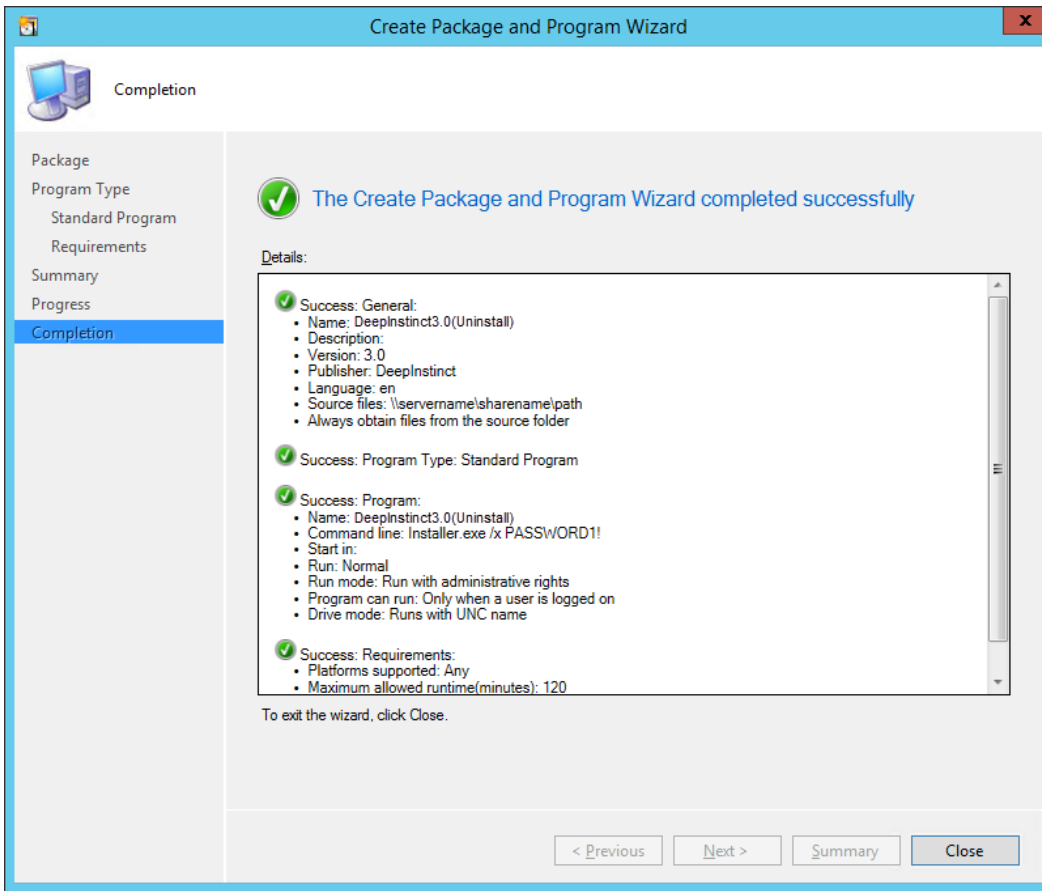 Create Package and Program Wizard
x
Completion
Package
Program Type
Standard Program
Requirements
Summary
Progress
Completion
The Create Package and Program Wizard completed successfully
Details:
Success: General:
• Name: DeepInstinct3.0(Uninstall)
• Description:
• Version: 3.0
• Publisher: DeepInstinct
• Language: en
• Source files: \\servername\sharename\path
• Always obtain files from the source folder
Success: Program Type: Standard Program
Success: Program:
• Name: DeepInstinct3.0(Uninstall)
• Command line: Installer.exe /x PASSWORD1!
• Start in:
• Run: Normal
• Run mode: Run with administrative rights
• Program can run: Only when a user is logged on
• Drive mode: Runs with UNC name
Success: Requirements:
• Platforms supported: Any
• Maximum allowed runtime(minutes): 120
To exit the wizard, click Close.
< Previous
Next >
Summary
Close